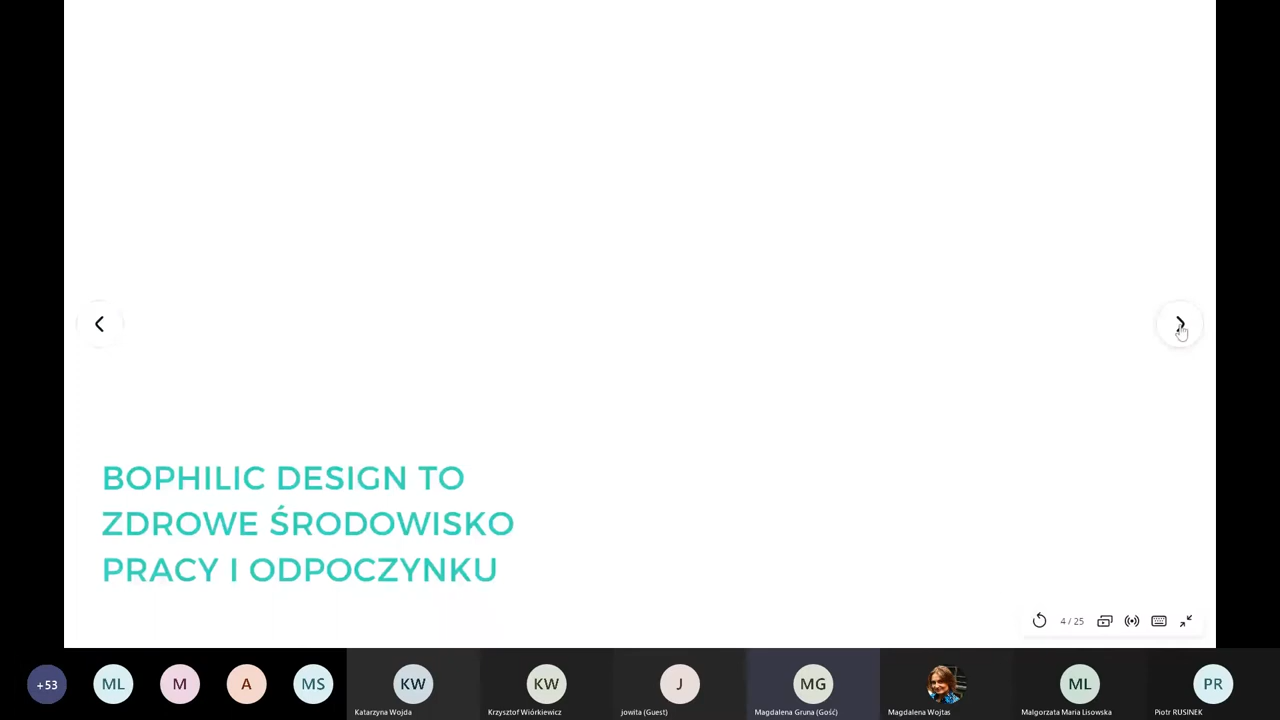 BOPHILIC DESIGN TO
ZDROWE ŚRODOWISKO
PRACY I ODPOCZYNKU
4 / 25
+53
ML
M
A
MS
KW
KW
J
MG
ML
PR
Katarzyna Wojda
Krzysztof Wiórkiewicz
jowita (Guest)
Magdalena Gruna (Gość)
Magdalena Wojtas
Malgorzata Maria Lisowska
Piotr RUSINEK